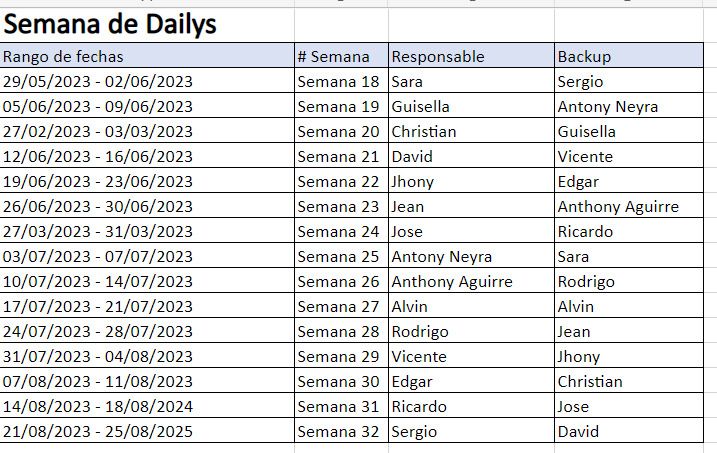 Semana de Dailys
Rango de fechas # Semana Responsable Backup
29/05/2023 - 02/06/2023 Semana 18 Sara Sergio
05/06/2023 - 09/06/2023 Semana 19 Guisella Antony Neyra
27/02/2023 - 03/03/2023 Semana 20 Christian Guisella
12/06/2023 - 16/06/2023 Semana 21 David Vicente
19/06/2023 - 23/06/2023 Semana 22 Jhony Edgar
26/06/2023 - 30/06/2023 Semana 23 Jean Anthony Aguirre
27/03/2023 - 31/03/2023 Semana 24 Jose Ricardo
03/07/2023 - 07/07/2023 Semana 25 Antony Neyra Sara
10/07/2023 - 14/07/2023 Semana 26 Anthony Aguirre Rodrigo
17/07/2023 - 21/07/2023 Semana 27 Alvin Alvin
24/07/2023 - 28/07/2023 Semana 28 Rodrigo Jean
31/07/2023 - 04/08/2023 Semana 29 Vicente Jhony
07/08/2023 - 11/08/2023 Semana 30 Edgar Christian
14/08/2023 - 18/08/2024 Semana 31 Ricardo Jose
21/08/2023 - 25/08/2025 Semana 32 Sergio David